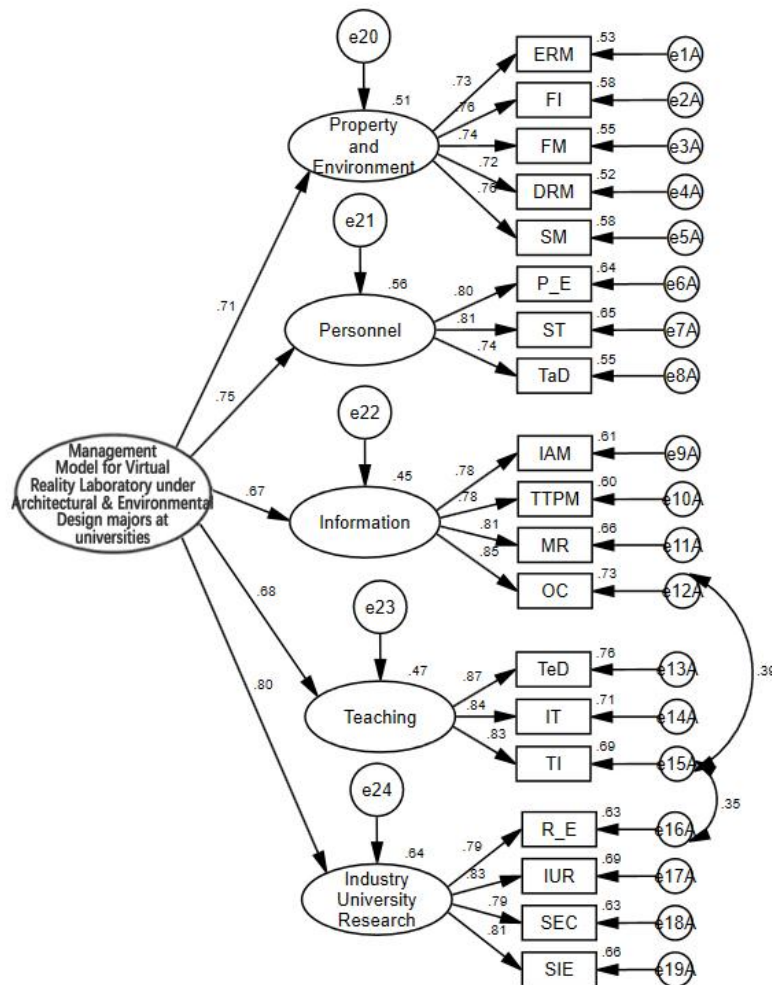 e20
.51
Property
and
Environment
.73
.76
.74
.72
.76
ERM
.53
e1A
FI
.58
e2A
FM
.55
e3A
DRM
.52
e4A
SM
.58
e5A
e21
.56
Personnel
.80
.81
.74
P_E
.64
e6A
ST
.65
e7A
TaD
.55
e8A
.71
.75
.67
.68
.80
Management
Model for Virtual
Reality Laboratory under
Architectural & Environmental
Design majors at
universities
e22
.45
Information
.78
.78
.81
.85
IAM
.61
e9A
TTPM
.60
e10A
MR
.66
e11A
OC
.73
e12A
e23
.47
Teaching
.87
.84
.83
TeD
.76
e13A
IT
.71
e14A
TI
.69
e15A
.39
.35
e24
.64
Industry
University
Research
.79
.83
.79
.81
R_E
.63
e16A
IUR
.69
e17A
SEC
.63
e18A
SIE
.66
e19A